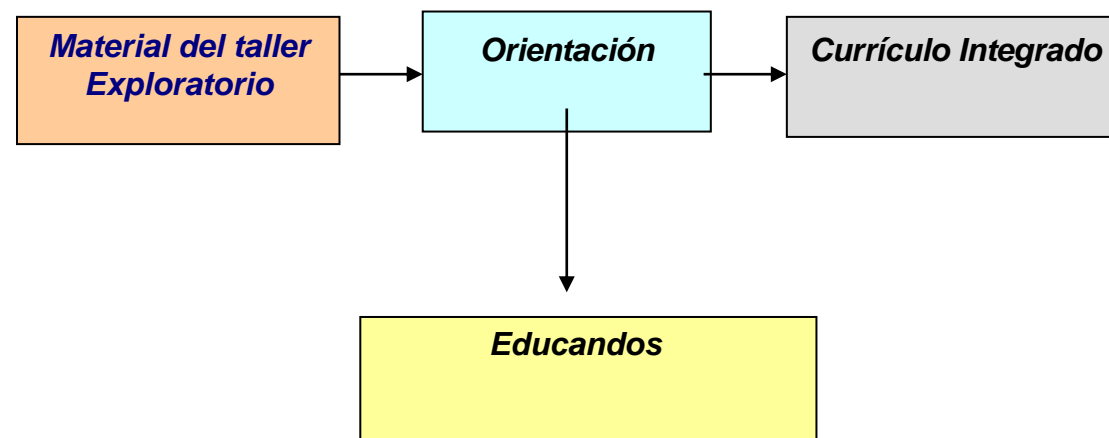 Material del taller
Exploratorio
Orientación
Currículo Integrado
Educandos